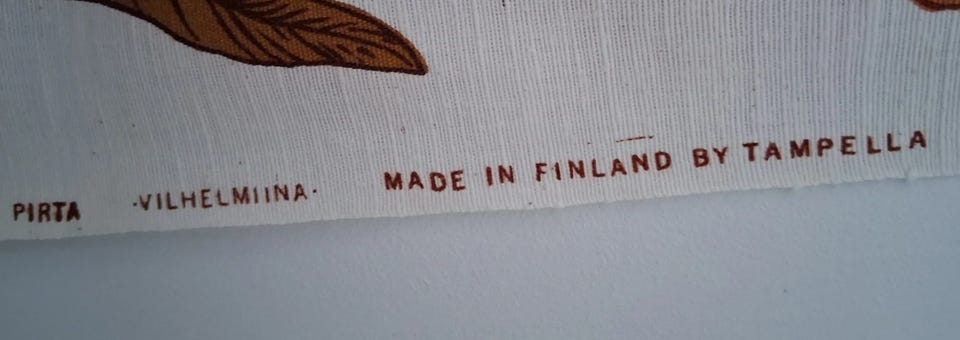 PIRTA ·VILHELMIINA· MADE IN FINLAND BY TAMPELLA